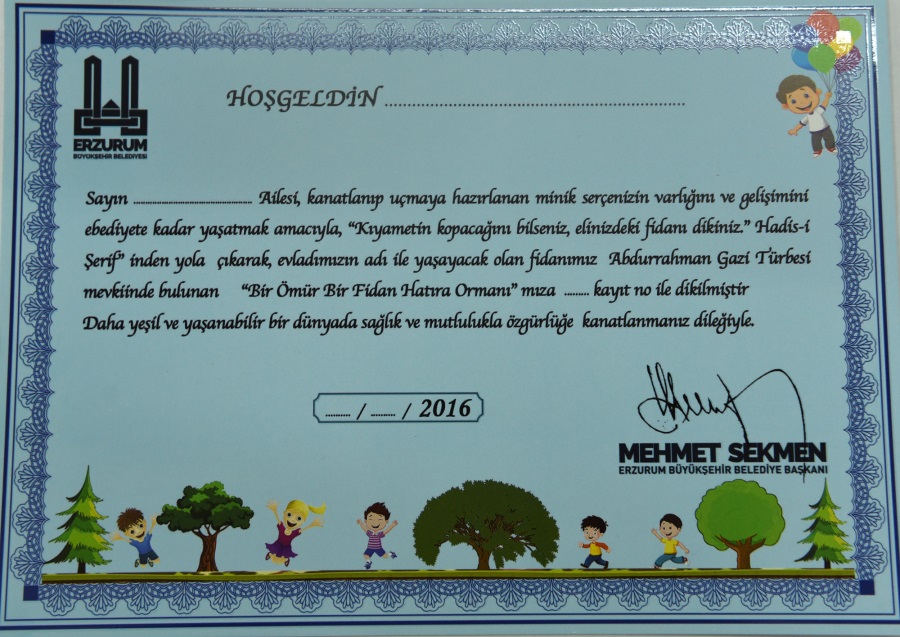 ERZURUM
BÜYÜKŞEHİR BELEDİYESİ
HOŞGELDİN ................................................................
Sayın ............................................. Ailesi, kanatlanıp uçmaya hazırlanan minik serçenizin varlığını ve gelişimini
ebediyete kadar yaşatmak amacıyla, “Kıyametin kopacağını bilseniz, elinizdeki fidanı dikiniz.” Hadis-i
Şerif” inden yola çıkarak, evladımızın adı ile yaşayacak olan fidanımız Abdurrahman Gazi Türbesi
mevkiinde bulunan “Bir Ömür Bir Fidan Hatıra Ormanı” mıza ......... kayıt no ile dikilmiştir
Daha yeşil ve yaşanabilir bir dünyada sağlık ve mutlulukla özgürlüğe kanatlanmanız dileğiyle.
.......... / .......... / 2016
MEHMET SEKMEN
ERZURUM BÜYÜKŞEHİR BELEDİYE BAŞKANI